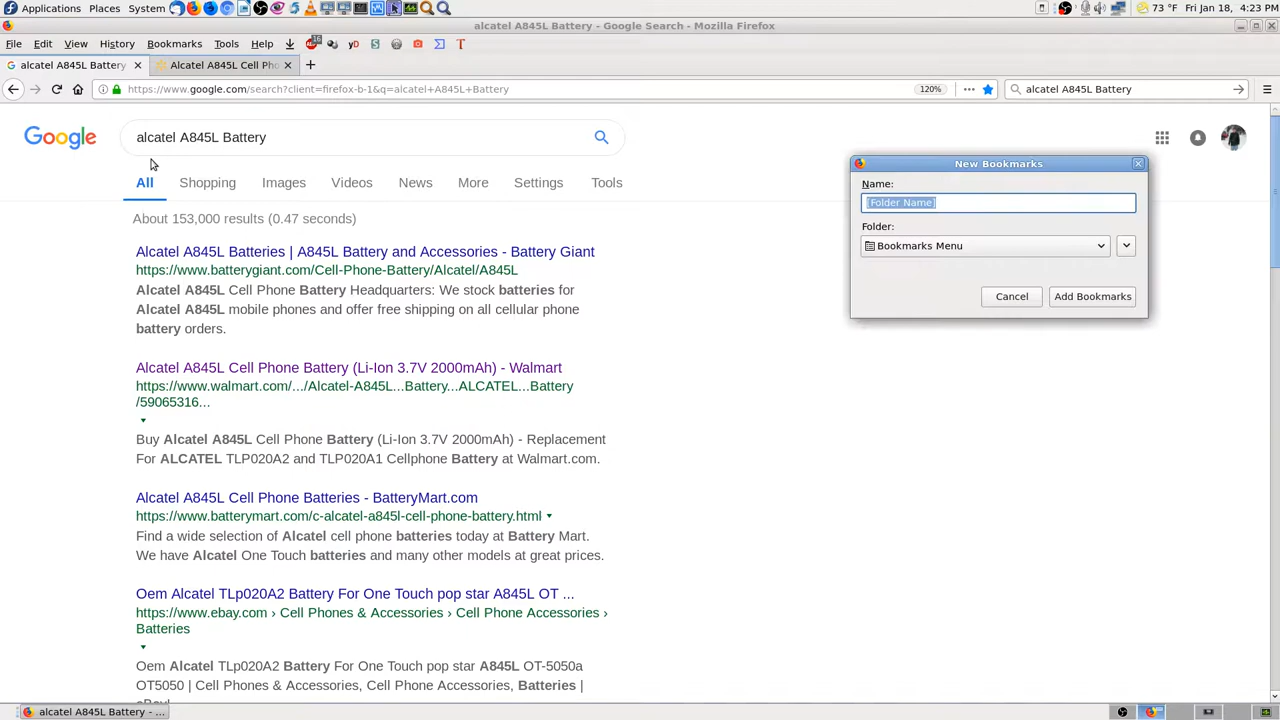 Applications Places System 73 °F Fri Jan 18, 4:23 PM
alcatel A845L Battery - Google Search - Mozilla Firefox
File Edit View History Bookmarks Tools Help
alcatel A845L Battery
Alcatel A845L Cell Pho
https://www.google.com/search?client=firefox-b-1&q=alcatel+A845L+Battery
120%
alcatel A845L Battery
Google
alcatel A845L Battery
All Shopping Images Videos News More Settings Tools
About 153,000 results (0.47 seconds)
Alcatel A845L Batteries | A845L Battery and Accessories - Battery Giant
https://www.batterygiant.com/Cell-Phone-Battery/Alcatel/A845L
Alcatel A845L Cell Phone Battery Headquarters: We stock batteries for
Alcatel A845L mobile phones and offer free shipping on all cellular phone
battery orders.
Alcatel A845L Cell Phone Battery (Li-Ion 3.7V 2000mAh) - Walmart
https://www.walmart.com/.../Alcatel-A845L...Battery...ALCATEL...Battery
/59065316...
Buy Alcatel A845L Cell Phone Battery (Li-Ion 3.7V 2000mAh) - Replacement
For ALCATEL TLP020A2 and TLP020A1 Cellphone Battery at Walmart.com.
Alcatel A845L Cell Phone Batteries - BatteryMart.com
https://www.batterymart.com/c-alcatel-a845l-cell-phone-battery.html
Find a wide selection of Alcatel cell phone batteries today at Battery Mart.
We have Alcatel One Touch batteries and many other models at great prices.
Oem Alcatel TLp020A2 Battery For One Touch pop star A845L OT ...
https://www.ebay.com › Cell Phones & Accessories › Cell Phone Accessories ›
Batteries
Oem Alcatel TLp020A2 Battery For One Touch pop star A845L OT-5050a
OT5050 | Cell Phones & Accessories, Cell Phone Accessories, Batteries |
New Bookmarks
Name:
[Folder Name]
Folder:
Bookmarks Menu
Cancel Add Bookmarks
alcatel A845L Battery - ...